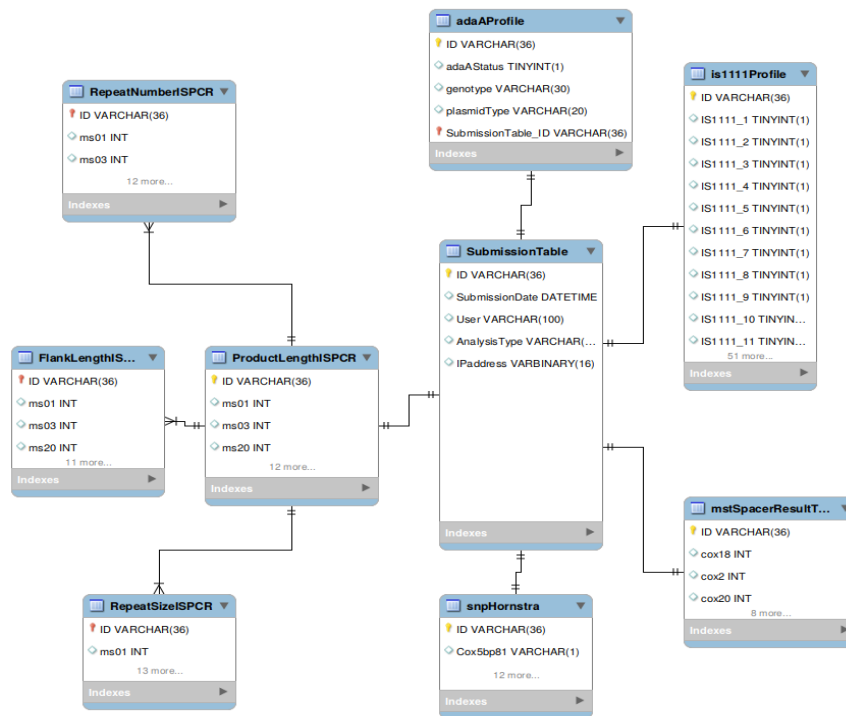 adaAProfile
ID VARCHAR(36)
adaAStatus TINYINT(1)
genotype VARCHAR(30)
plasmidType VARCHAR(20)
SubmissionTable_ID VARCHAR(36)
Indexes
is1111Profile
ID VARCHAR(36)
IS1111_1 TINYINT(1)
IS1111_2 TINYINT(1)
IS1111_3 TINYINT(1)
IS1111_4 TINYINT(1)
IS1111_5 TINYINT(1)
IS1111_6 TINYINT(1)
IS1111_7 TINYINT(1)
IS1111_8 TINYINT(1)
IS1111_9 TINYINT(1)
IS1111_10 TINYIN...
IS1111_11 TINYIN...
51 more...
Indexes
RepeatNumberISPCR
ID VARCHAR(36)
ms01 INT
ms03 INT
12 more...
Indexes
SubmissionTable
ID VARCHAR(36)
SubmissionDate DATETIME
User VARCHAR(100)
AnalysisType VARCHAR(...
IPaddress VARBINARY(16)
Indexes
FlankLengthIS...
ID VARCHAR(36)
ms01 INT
ms03 INT
ms20 INT
11 more...
Indexes
ProductLengthISPCR
ID VARCHAR(36)
ms01 INT
ms03 INT
ms20 INT
12 more...
Indexes
mstSpacerResultT...
ID VARCHAR(36)
cox18 INT
cox2 INT
cox20 INT
8 more...
Indexes
RepeatSizeISPCR
ID VARCHAR(36)
ms01 INT
13 more...
Indexes
snpHornstra
ID VARCHAR(36)
Cox5bp81 VARCHAR(1)
12 more...
Indexes